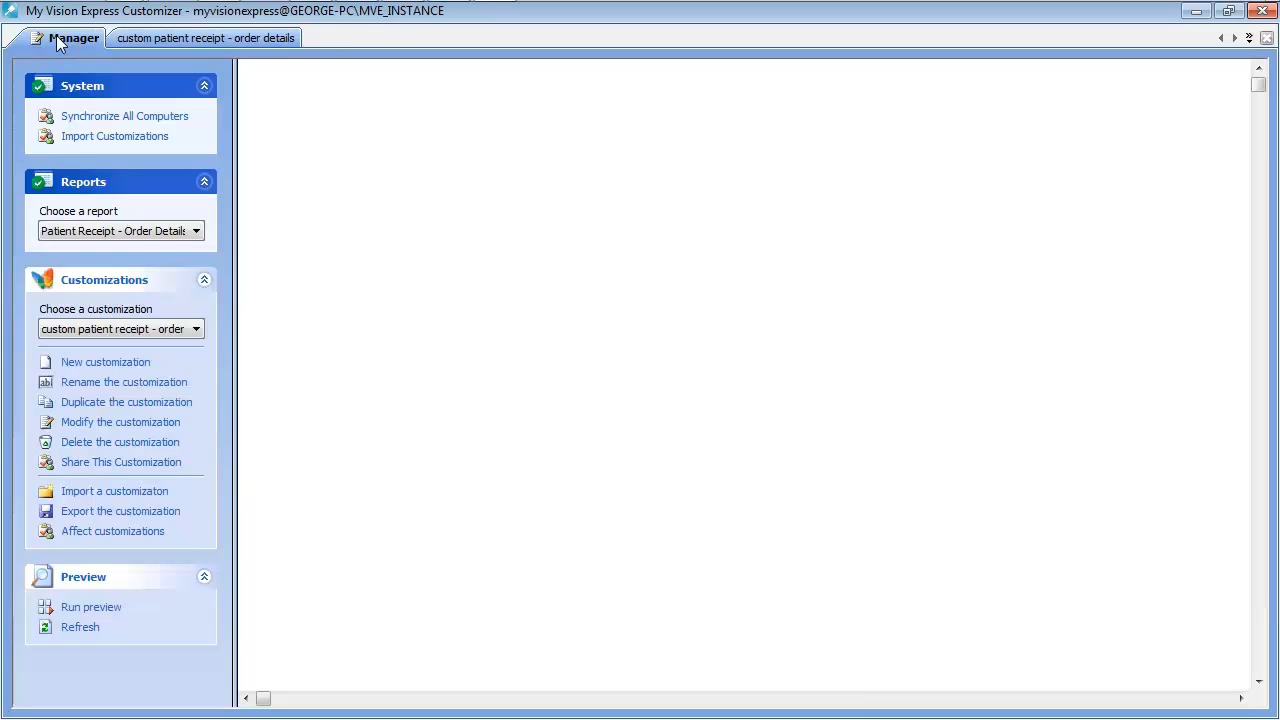 My Vision Express Customizer - myvisionexpress@GEORGE-PC\MVE_INSTANCE
Manager
custom patient receipt - order details
System
Synchronize All Computers
Import Customizations
Reports
Choose a report
Patient Receipt - Order Details
Customizations
Choose a customization
custom patient receipt - order
New customization
Rename the customization
Duplicate the customization
Modify the customization
Delete the customization
Share This Customization
Import a customizaton
Export the customization
Affect customizations
Preview
Run preview
Refresh